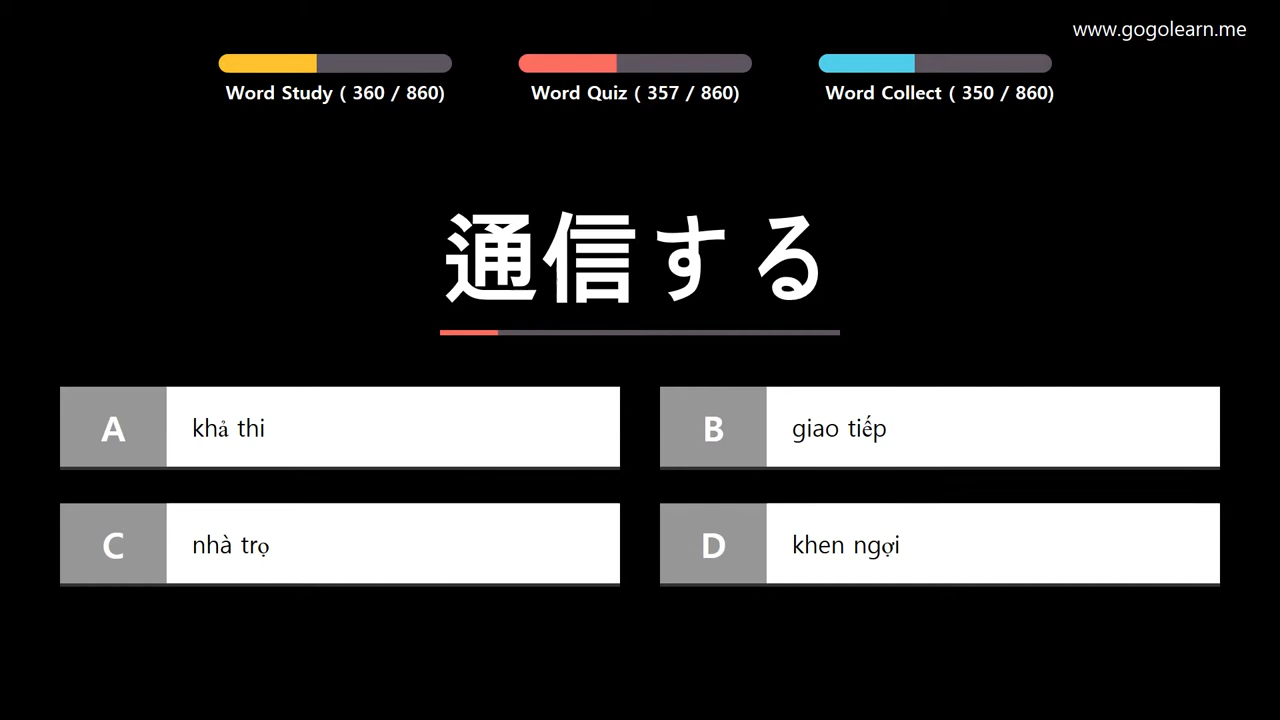 www.gogolearn.me
Word Study ( 360 / 860)
Word Quiz ( 357 / 860)
Word Collect ( 350 / 860)
通信する
A khả thi
B giao tiếp
C nhà trọ
D khen ngợi